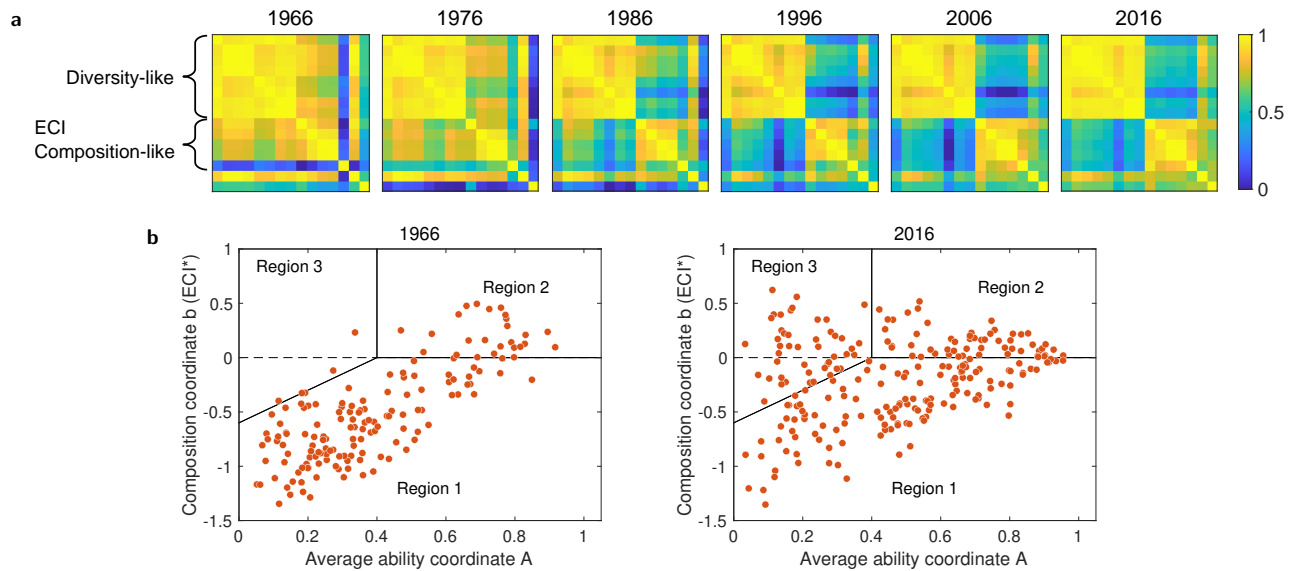 a
1966 1976 1986 1996 2006 2016
Diversity-like
ECI
Composition-like
1
0.5
0
b
1966
Composition coordinate b (ECI*)
1
0.5
0
-0.5
-1
-1.5
Region 3
Region 2
Region 1
0 0.2 0.4 0.6 0.8 1
Average ability coordinate A
2016
Composition coordinate b (ECI*)
1
0.5
0
-0.5
-1
-1.5
Region 3
Region 2
Region 1
0 0.2 0.4 0.6 0.8 1
Average ability coordinate A